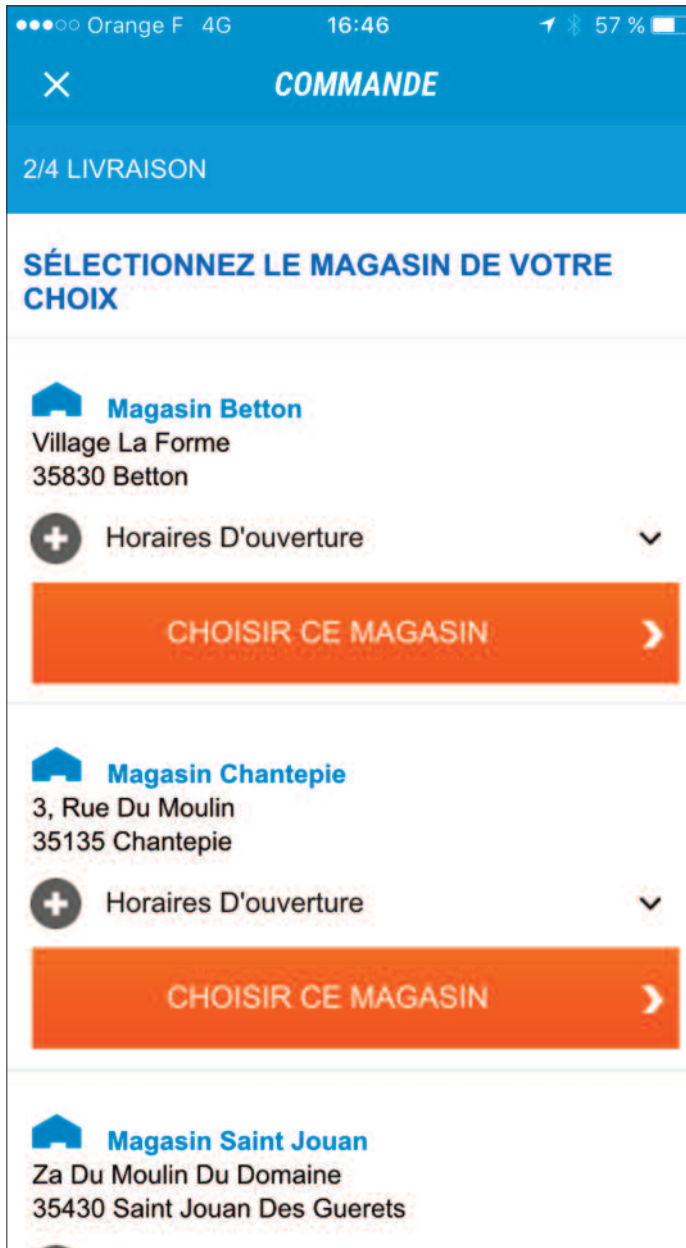 Orange F 4G 16:46 57 %
COMMANDE
2/4 LIVRAISON
SÉLECTIONNEZ LE MAGASIN DE VOTRE
CHOIX
Magasin Betton
Village La Forme
35830 Betton
Horaires D'ouverture
CHOISIR CE MAGASIN
Magasin Chantepie
3, Rue Du Moulin
35135 Chantepie
Horaires D'ouverture
CHOISIR CE MAGASIN
Magasin Saint Jouan
Za Du Moulin Du Domaine
35430 Saint Jouan Des Guerets